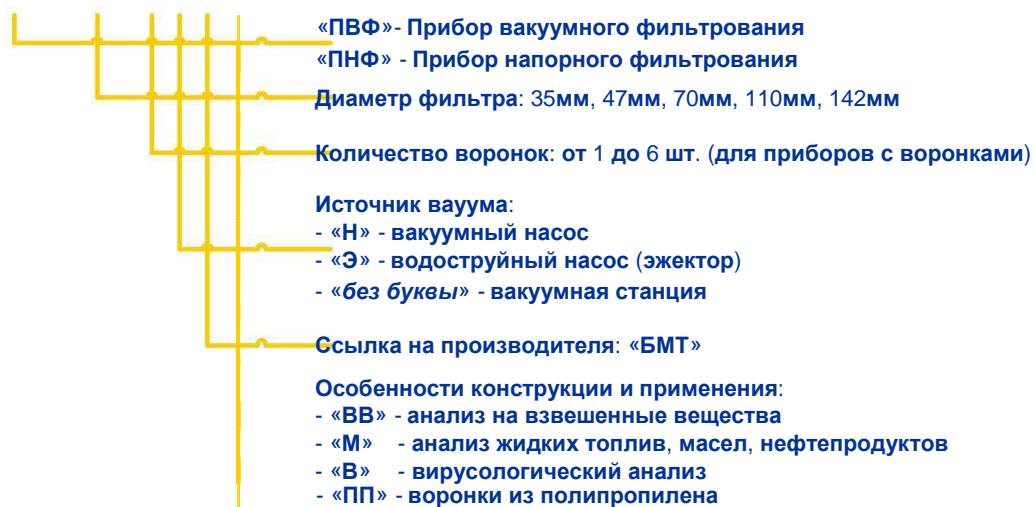 «ПВФ»- Прибор вакуумного фильтрования
«ПНФ» - Прибор напорного фильтрования
Диаметр фильтра: 35мм, 47мм, 70мм, 110мм, 142мм
Количество воронок: от 1 до 6 шт. (для приборов с воронками)
Источник вауума:
- «Н» - вакуумный насос
- «Э» - водоструйный насос (эжектор)
- «без буквы» - вакуумная станция
Ссылка на производителя: «БМТ»
Особенности конструкции и применения:
- «ВВ» - анализ на взвешенные вещества
- «М» - анализ жидких топлив, масел, нефтепродуктов
- «В» - вирусологический анализ
- «ПП» - воронки из полипропилена